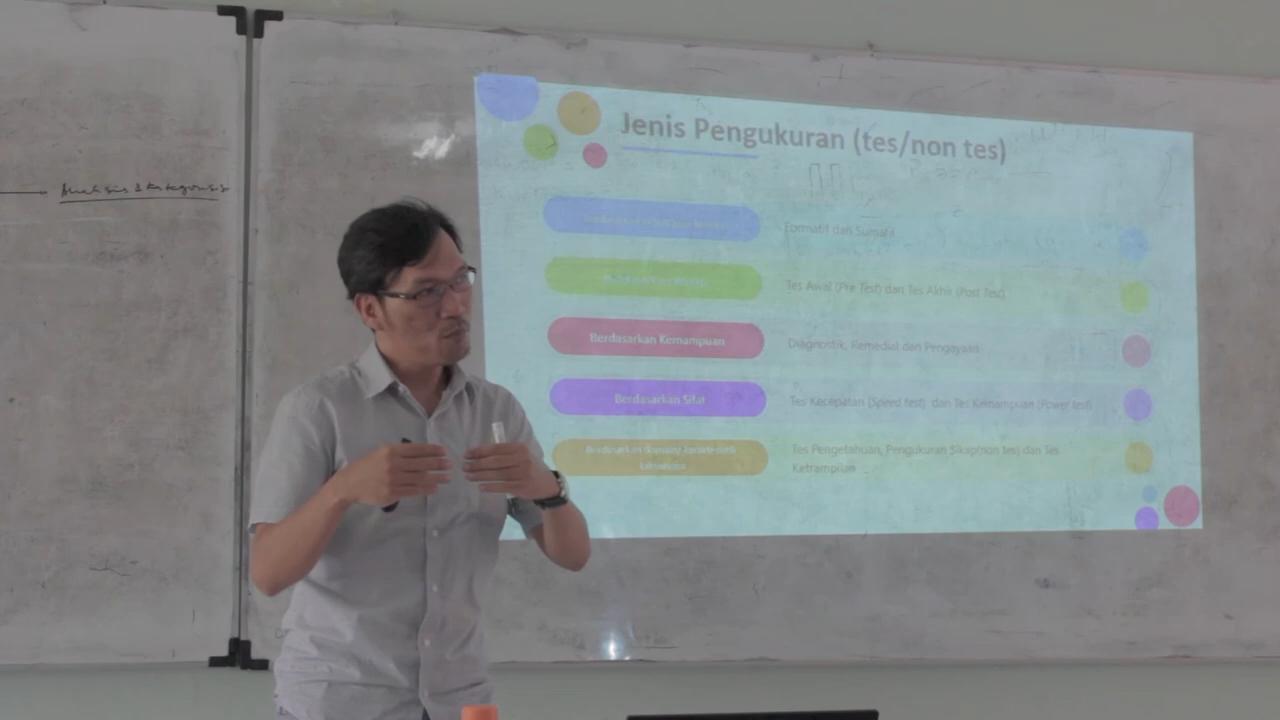 Analisis & Kategorisis
Jenis Pengukuran (tes/non tes)
Formatif dan Sumatif
Tes Awal (Pre Test) dan Tes Akhir (Post Test)
Berdasarkan Kemampuan
Diagnostik, Remedial dan Pengayaan
Berdasarkan Sifat
Tes Kecepatan (Speed test) dan Tes Kemampuan (Power test)
Tes Pengetahuan, Pengukuran Sikap(non tes) dan Tes
Ketrampilan